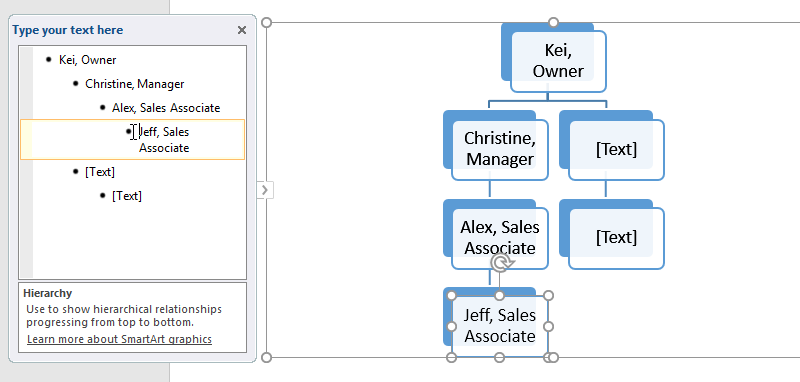 Type your text here
Kei, Owner
Christine, Manager
Alex, Sales Associate
Jeff, Sales
Associate
[Text]
[Text]
Hierarchy
Use to show hierarchical relationships
progressing from top to bottom.
Learn more about SmartArt graphics
Kei,
Owner
Christine,
Manager
[Text]
Alex, Sales
Associate
[Text]
Jeff, Sales
Associate